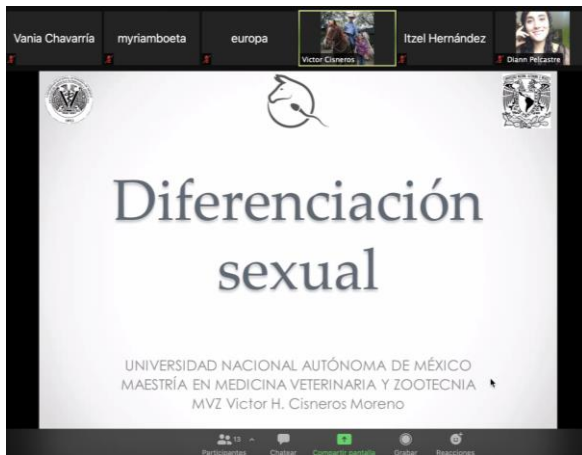 Vania Chavarría
myriamboeta
europa
Victor Cisneros
Itzel Hernández
Diann Pelcastre
Diferenciación
sexual
UNIVERSIDAD NACIONAL AUTÓNOMA DE MÉXICO
MAESTRÍA EN MEDICINA VETERINARIA Y ZOOTECNIA
MVZ Victor H. Cisneros Moreno
13
Participantes
Chatear
Compartir pantalla
Grabar
Reacciones